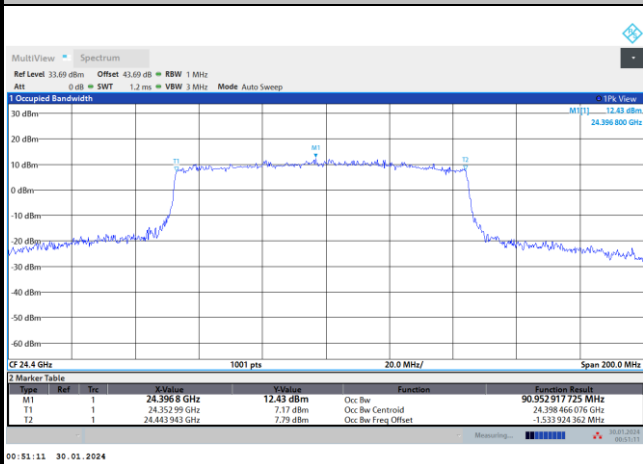 MultiView Spectrum
Ref Level 33.69 dBm Offset 43.69 dB RBW 1 MHz
Att 0 dB SWT 1.2 ms VBW 3 MHz Mode Auto Sweep
1 Occupied Bandwidth 1Pk View
M1[1] 12.43 dBm
24.396 800 GHz
30 dBm
20 dBm
M1
T1 T2
10 dBm
0 dBm
-10 dBm
-20 dBm
-30 dBm
-40 dBm
-50 dBm
-60 dBm
CF 24.4 GHz 1001 pts 20.0 MHz/ Span 200.0 MHz
2 Marker Table
Type Ref Trc X-Value Y-Value Function Function Result
M1 1 24.396 8 GHz 12.43 dBm Occ Bw 90.952 917 725 MHz
T1 1 24.352 99 GHz 7.17 dBm Occ Bw Centroid 24.398 466 076 GHz
T2 1 24.443 943 GHz 7.79 dBm Occ Bw Freq Offset -1.533 924 362 MHz
Measuring... 30.01.2024
00:51:11
00:51:11 30.01.2024